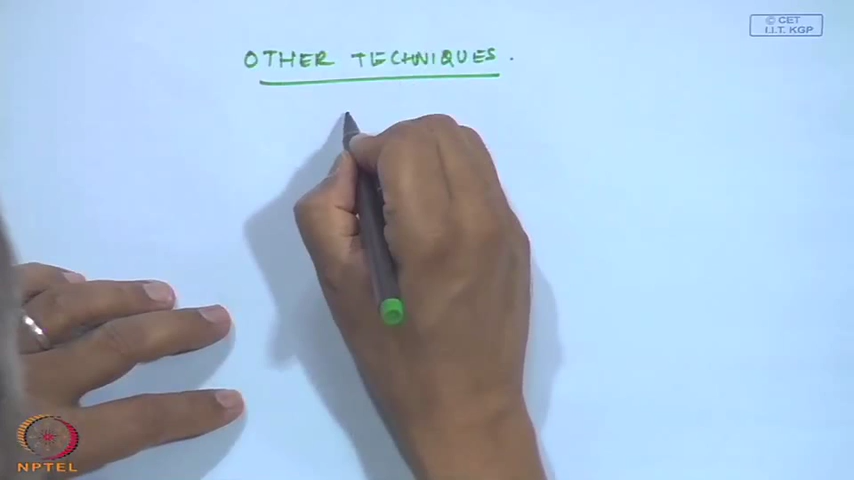 © CET
I.I.T. KGP
OTHER TECHNIQUES.
NPTEL